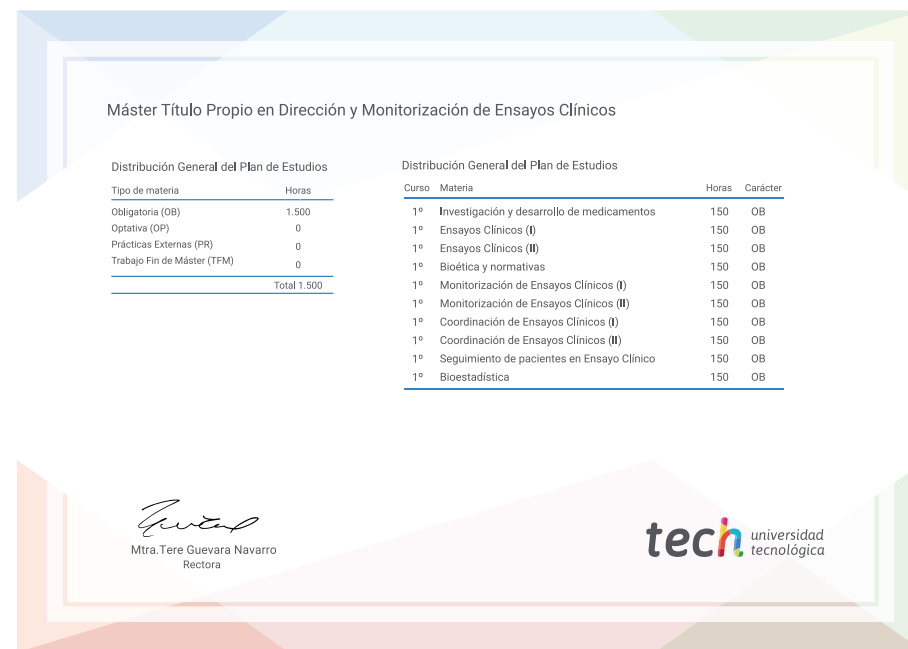 Máster Título Propio en Dirección y Monitorización de Ensayos Clínicos
Distribución General del Plan de Estudios
Tipo de materia Horas
Obligatoria (OB) 1.500
Optativa (OP) 0
Prácticas Externas (PR) 0
Trabajo Fin de Máster (TFM) 0
Total 1.500
Distribución General del Plan de Estudios
Curso Materia Horas Carácter
1º Investigación y desarrollo de medicamentos 150 OB
1º Ensayos Clínicos (I) 150 OB
1º Ensayos Clínicos (II) 150 OB
1º Bioética y normativas 150 OB
1º Monitorización de Ensayos Clínicos (I) 150 OB
1º Monitorización de Ensayos Clínicos (II) 150 OB
1º Coordinación de Ensayos Clínicos (I) 150 OB
1º Coordinación de Ensayos Clínicos (II) 150 OB
1º Seguimiento de pacientes en Ensayo Clínico 150 OB
1º Bioestadística 150 OB
Mtra.Tere Guevara Navarro
Rectora
tech universidad
tecnológica